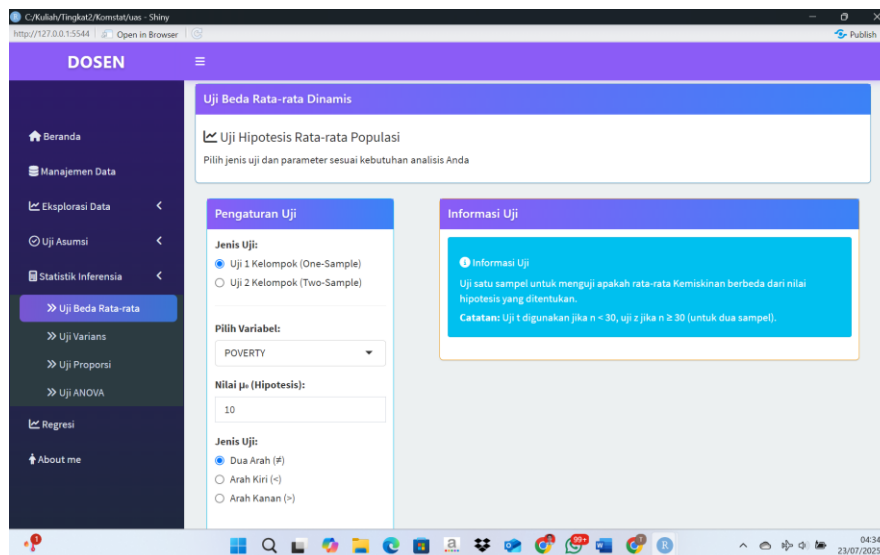 C:/Kuliah/Tingkat2/Komstat/uas - Shiny
http://127.0.0.1:5544
Open in Browser
Publish
DOSEN
Beranda
Manajemen Data
Eksplorasi Data
Uji Asumsi
Statistik Inferensia
Uji Beda Rata-rata
Uji Varians
Uji Proporsi
Uji ANOVA
Regresi
About me
Uji Beda Rata-rata Dinamis
Uji Hipotesis Rata-rata Populasi
Pilih jenis uji dan parameter sesuai kebutuhan analisis Anda
Pengaturan Uji
Jenis Uji:
Uji 1 Kelompok (One-Sample)
Uji 2 Kelompok (Two-Sample)
Pilih Variabel:
POVERTY
Nilai μ₀ (Hipotesis):
10
Jenis Uji:
Dua Arah (≠)
Arah Kiri (<)
Arah Kanan (>)
Informasi Uji
Informasi Uji
Uji satu sampel untuk menguji apakah rata-rata Kemiskinan berbeda dari nilai
hipotesis yang ditentukan.
Catatan: Uji t digunakan jika n < 30, uji z jika n ≥ 30 (untuk dua sampel).
99+
04:34
23/07/2025